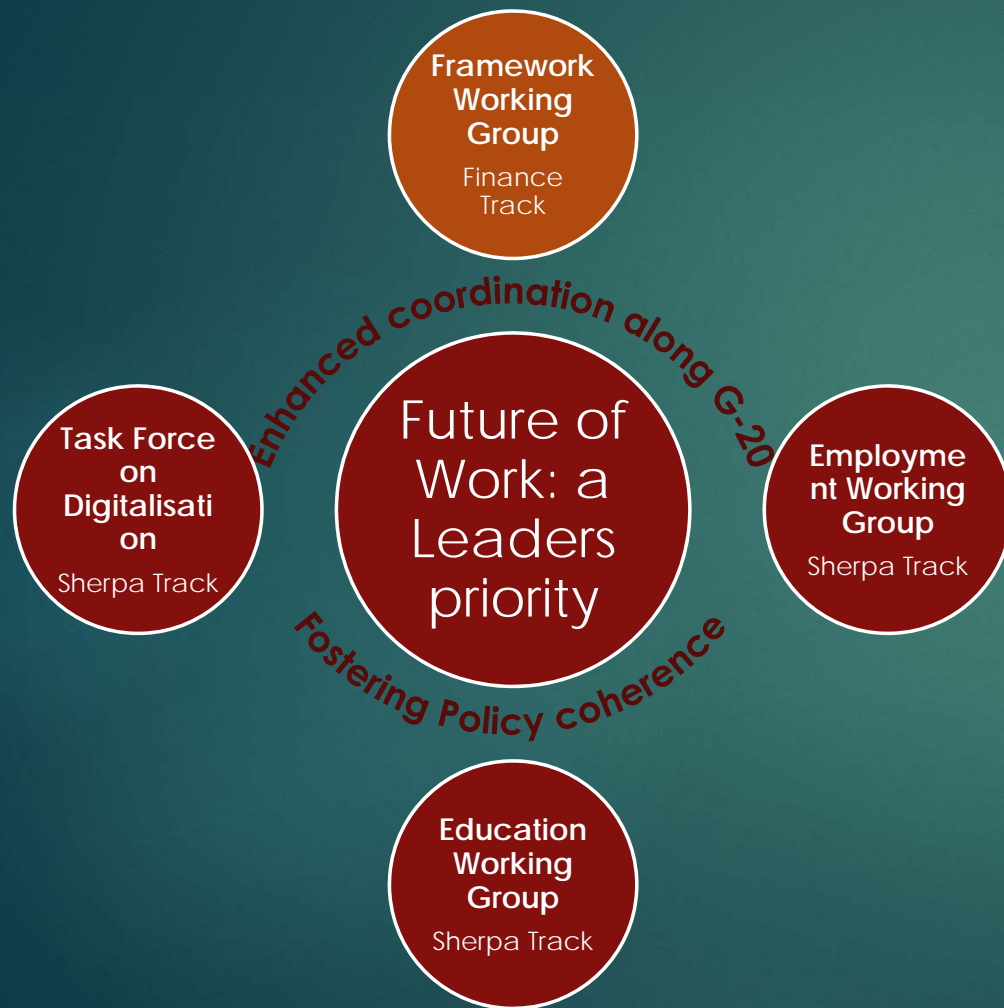 Framework
Working
Group
Finance
Track
Enhanced coordination along G-20
Task Force
on
Digitalisati
on
Sherpa Track
Future of
Work: a
Leaders
priority
Employme
nt Working
Group
Sherpa Track
Fostering Policy coherence
Education
Working
Group
Sherpa Track